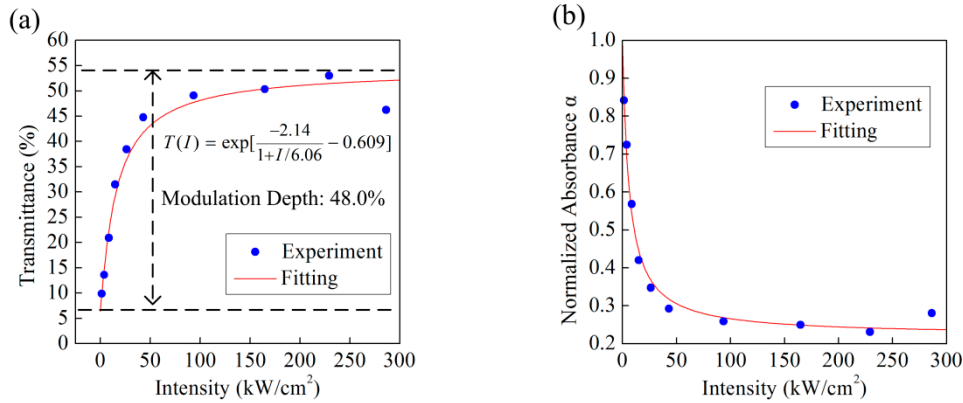 (a)
60
55
50
45
40
35
30
25
20
15
10
5
0
Transmittance (%)
T(I) = exp[-2.14/1+I/6.06 − 0.609]
Modulation Depth: 48.0%
Experiment
Fitting
0 50 100 150 200 250 300
Intensity (kW/cm²)
(b)
1.0
0.9
0.8
0.7
0.6
0.5
0.4
0.3
0.2
Normalized Absorbance α
Experiment
Fitting
0 50 100 150 200 250 300
Intensity (kW/cm²)